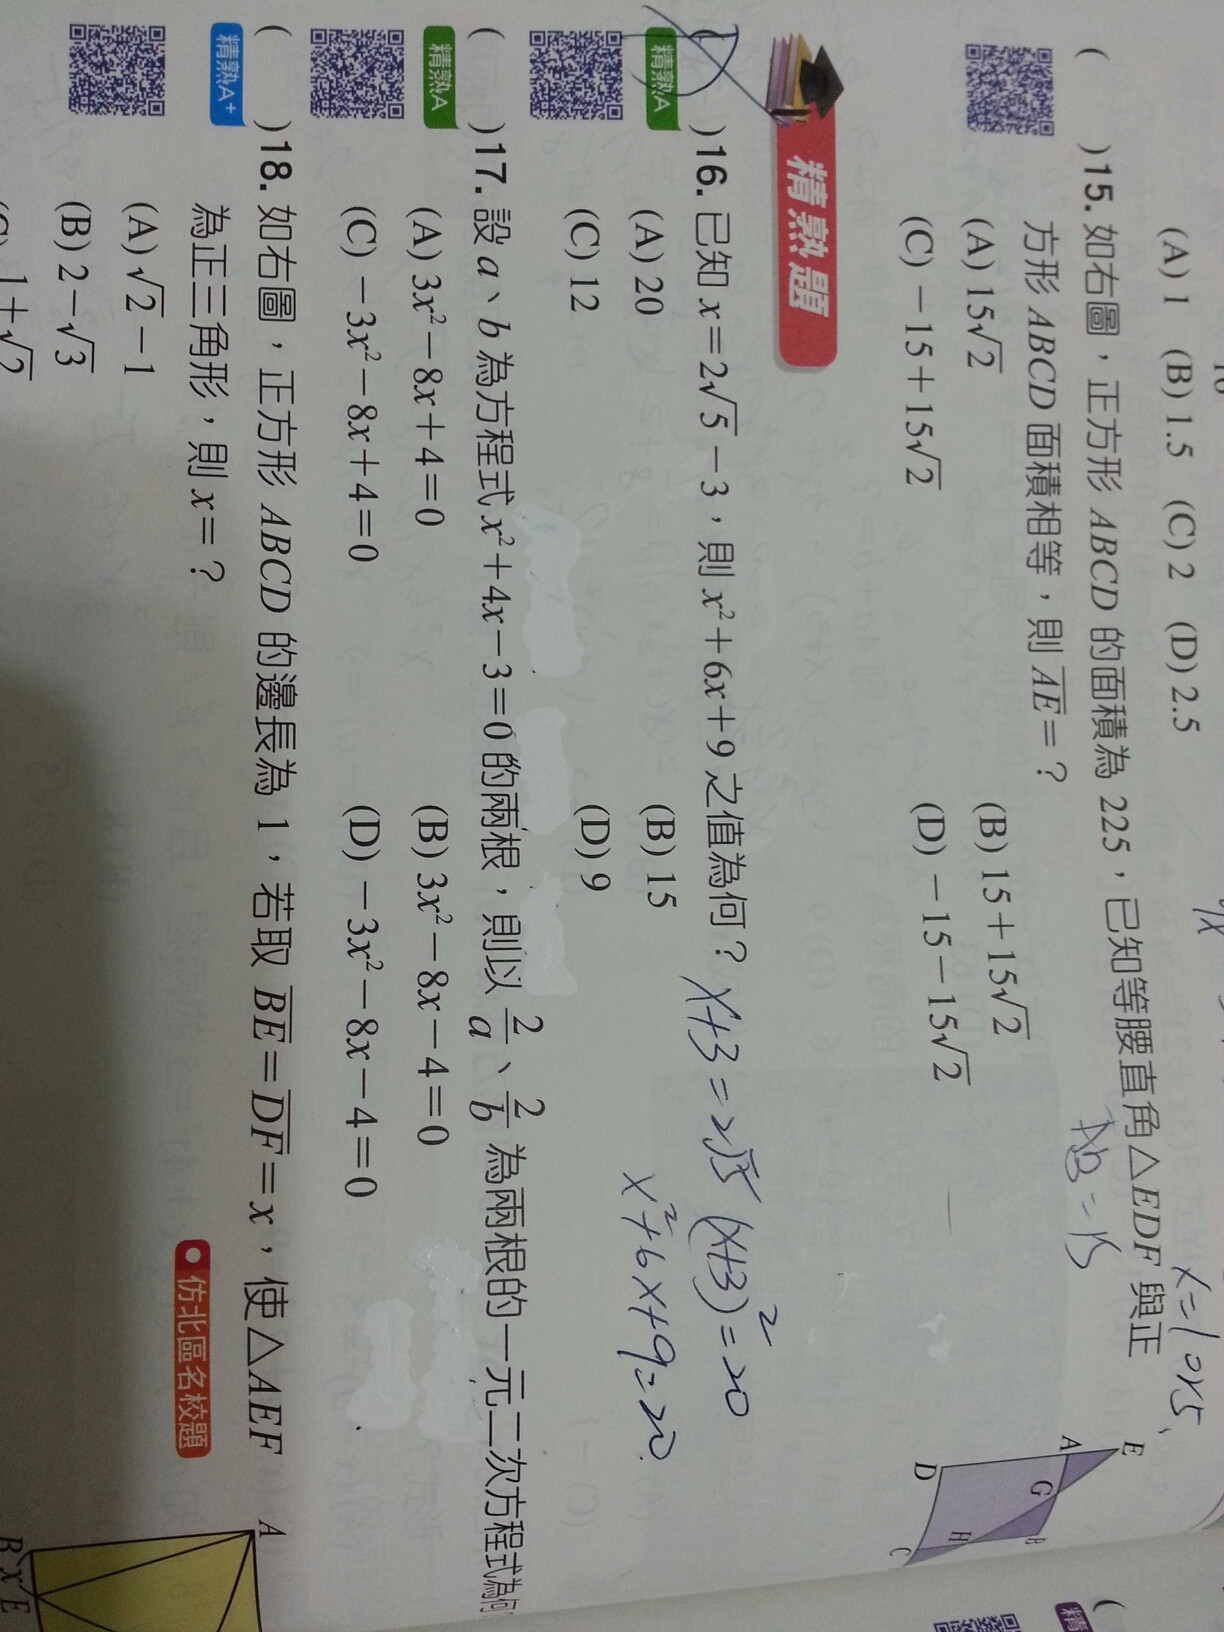 (A) 1 (B) 1.5 (C) 2 (D) 2.5
x=1 or 5
( )15. 如右圖，正方形 ABCD 的面積為 225，已知等腰直角△EDF 與正
方形 ABCD 面積相等，則 AE=？
AB=15
(A) 15√2 (B) 15+15√2
(C) −15+15√2 (D) −15−15√2
E
A
G
B
D
H
C
精熟題
( )16. 已知 x=2√5−3，則 x²+6x+9 之值為何？ x+3=2√5 (x+3)²=20
精熟A
(A) 20 (B) 15 x²+6x+9=20
(C) 12 (D) 9
( )17. 設 a、b 為方程式 x²+4x−3=0 的兩根，則以 2/a、2/b 為兩根的一元二次方程式為何
精熟A
(A) 3x²−8x+4=0 (B) 3x²−8x−4=0
(C) −3x²−8x+4=0 (D) −3x²−8x−4=0
( )18. 如右圖，正方形 ABCD 的邊長為 1，若取 BE=DF=x，使△AEF
精熟A+
為正三角形，則 x=？ 仿北區名校題
(A) √2−1
(B) 2−√3
1+√2
A
B x E
精